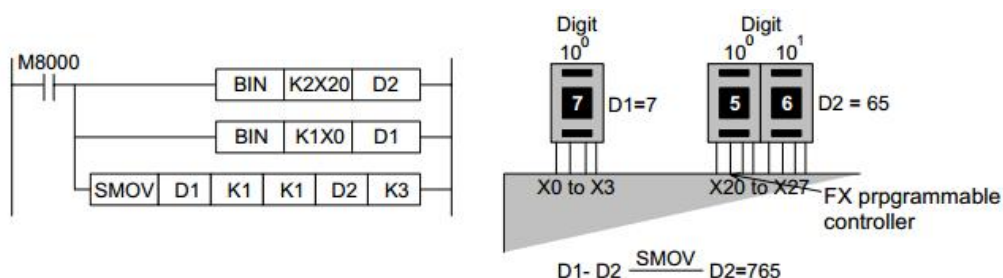 M8000
BIN K2X20 D2
BIN K1X0 D1
SMOV D1 K1 K1 D2 K3
Digit
10⁰
7
D1=7
X0 to X3
Digit
10⁰ 10¹
5 6
D2 = 65
X20 to X27
FX prpgrammable
controller
D1- D2 SMOV D2=765